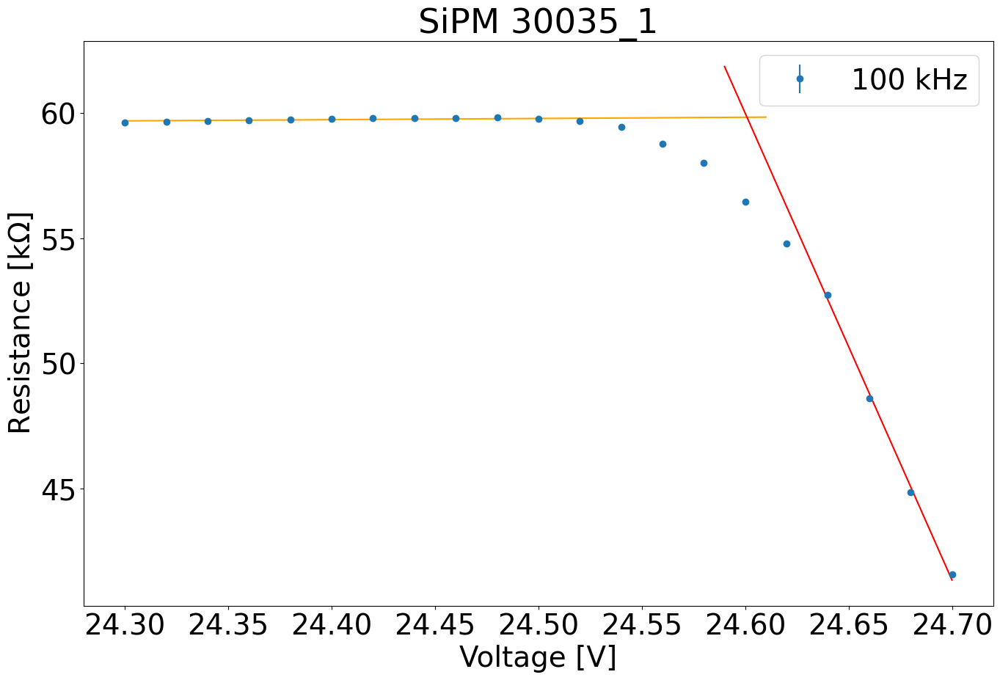 SiPM 30035_1
100 kHz
Resistance [kΩ]
60
55
50
45
24.30 24.35 24.40 24.45 24.50 24.55 24.60 24.65 24.70
Voltage [V]